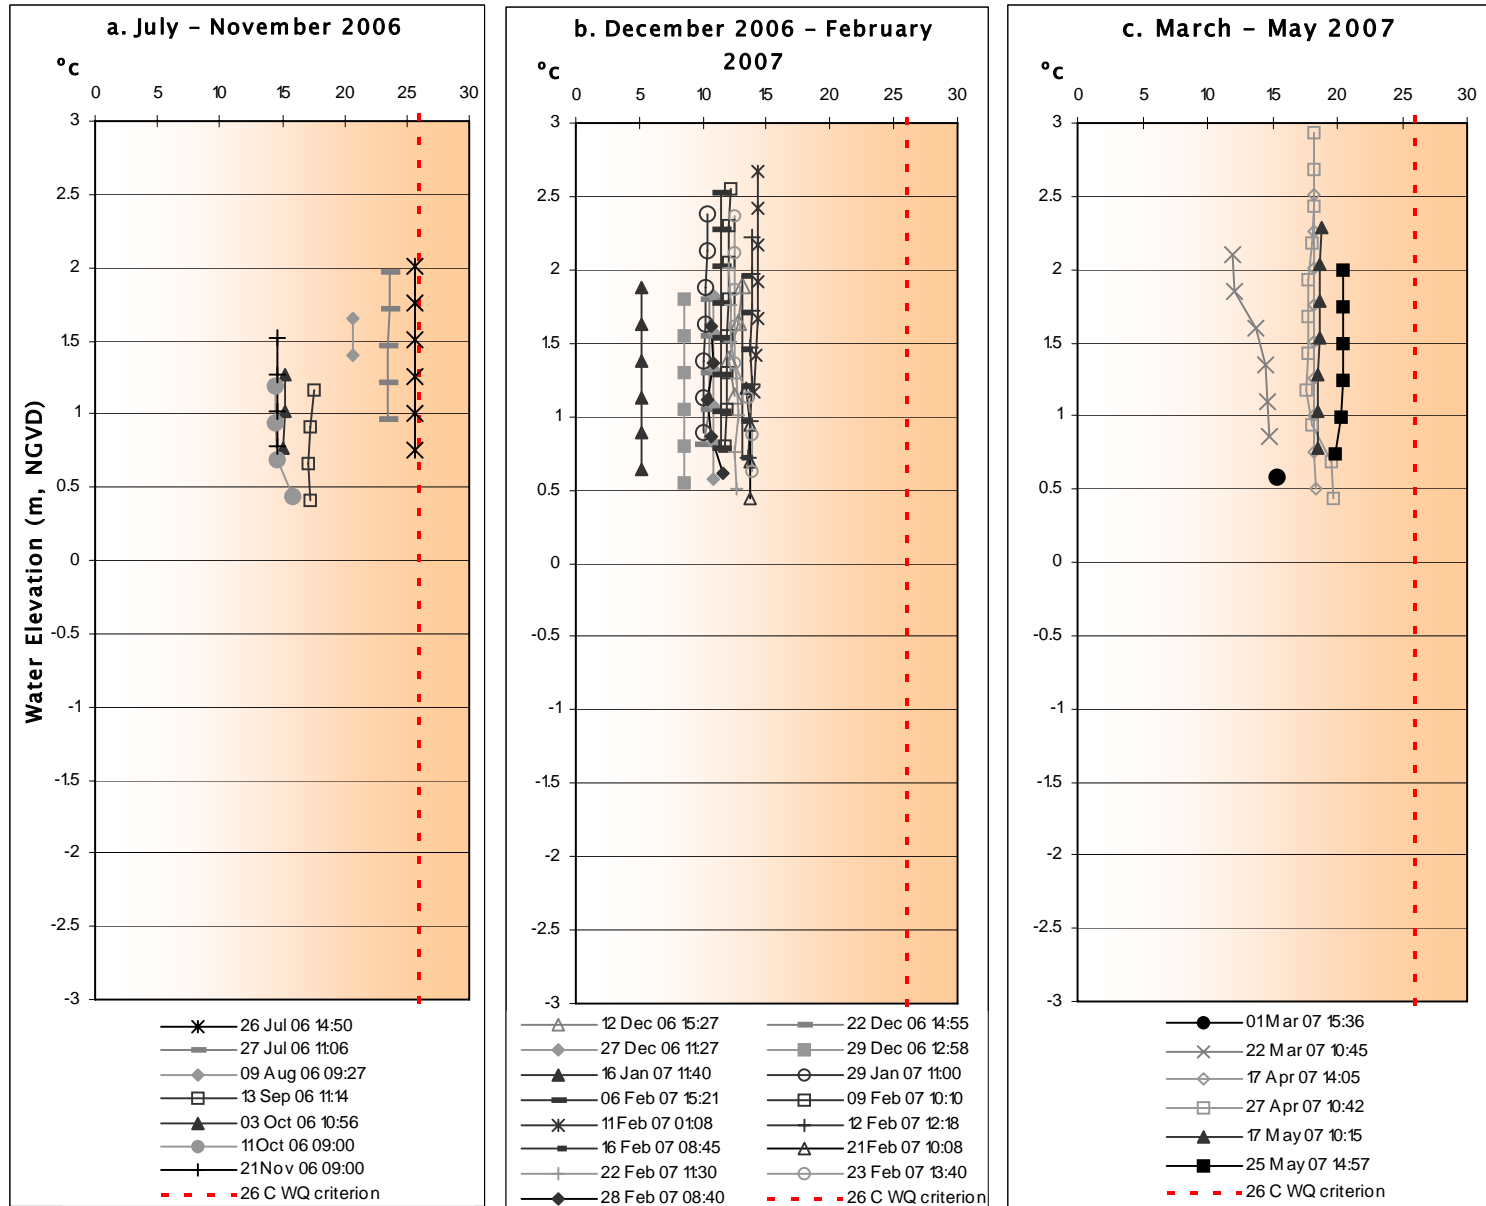 a. July – November 2006
°c
0 5 10 15 20 25 30
3
2.5
2
1.5
1
0.5
0
-0.5
-1
-1.5
-2
-2.5
-3
Water Elevation (m, NGVD)
26 Jul 06 14:50
27 Jul 06 11:06
09 Aug 06 09:27
13 Sep 06 11:14
03 Oct 06 10:56
11 Oct 06 09:00
21 Nov 06 09:00
26 C WQ criterion
b. December 2006 – February
2007
°c
0 5 10 15 20 25 30
3
2.5
2
1.5
1
0.5
0
-0.5
-1
-1.5
-2
-2.5
-3
12 Dec 06 15:27 22 Dec 06 14:55
27 Dec 06 11:27 29 Dec 06 12:58
16 Jan 07 11:40 29 Jan 07 11:00
06 Feb 07 15:21 09 Feb 07 10:10
11 Feb 07 01:08 12 Feb 07 12:18
16 Feb 07 08:45 21 Feb 07 10:08
22 Feb 07 11:30 23 Feb 07 13:40
28 Feb 07 08:40 26 C WQ criterion
c. March – May 2007
°c
0 5 10 15 20 25 30
3
2.5
2
1.5
1
0.5
0
-0.5
-1
-1.5
-2
-2.5
-3
01 Mar 07 15:36
22 Mar 07 10:45
17 Apr 07 14:05
27 Apr 07 10:42
17 May 07 10:15
25 May 07 14:57
26 C WQ criterion